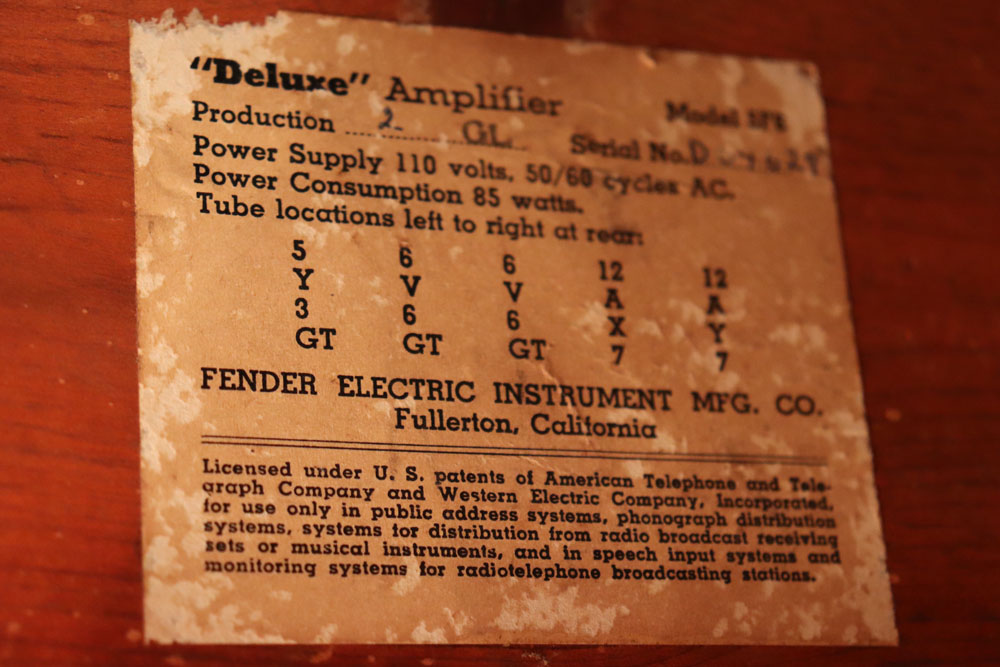 "Deluxe" Amplifier Model
Production 2 GL Serial No. D
Power Supply 110 volts, 50/60 cycles AC.
Power Consumption 85 watts.
Tube locations left to right at rear:
5 6 6 12 12
Y V V A A
3 6 6 X Y
GT GT GT 7 7
FENDER ELECTRIC INSTRUMENT MFG. CO.
Fullerton, California
Licensed under U. S. patents of American Telephone and Tele-
graph Company and Western Electric Company, Incorporated,
for use only in public address systems, phonograph distribution
systems, systems for distribution from radio broadcast receiving
sets or musical instruments, and in speech input systems and
monitoring systems for radiotelephone broadcasting stations.